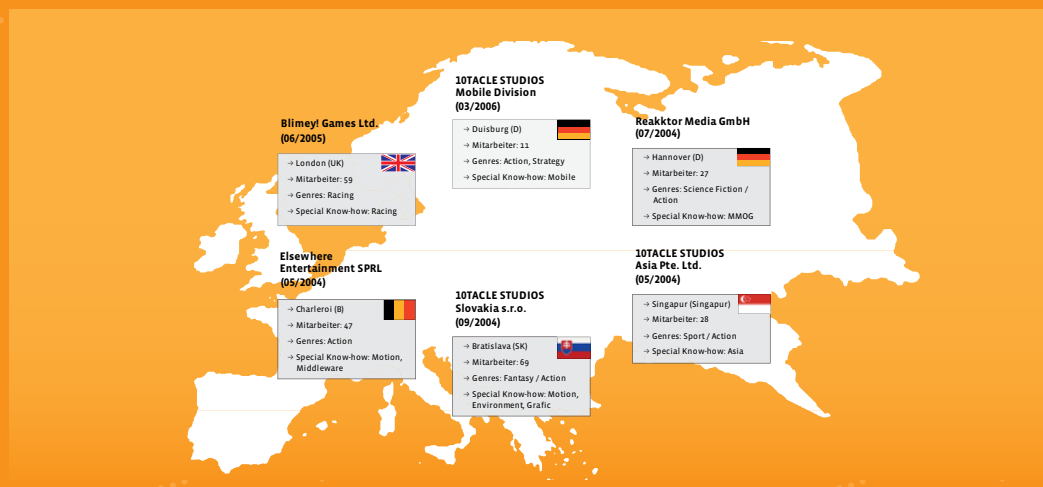 10TACLE STUDIOS
Mobile Division
(03/2006)
→ Duisburg (D)
→ Mitarbeiter: 11
→ Genres: Action, Strategy
→ Special Know-how: Mobile
Blimey! Games Ltd.
(06/2005)
→ London (UK)
→ Mitarbeiter: 59
→ Genres: Racing
→ Special Know-how: Racing
Reakktor Media GmbH
(07/2004)
→ Hannover (D)
→ Mitarbeiter: 27
→ Genres: Science Fiction /
Action
→ Special Know-how: MMOG
Elsewhere
Entertainment SPRL
(05/2004)
→ Charleroi (B)
→ Mitarbeiter: 47
→ Genres: Action
→ Special Know-how: Motion,
Middleware
10TACLE STUDIOS
Slovakia s.r.o.
(09/2004)
→ Bratislava (SK)
→ Mitarbeiter: 69
→ Genres: Fantasy / Action
→ Special Know-how: Motion,
Environment, Grafic
10TACLE STUDIOS
Asia Pte. Ltd.
(05/2004)
→ Singapur (Singapur)
→ Mitarbeiter: 28
→ Genres: Sport / Action
→ Special Know-how: Asia